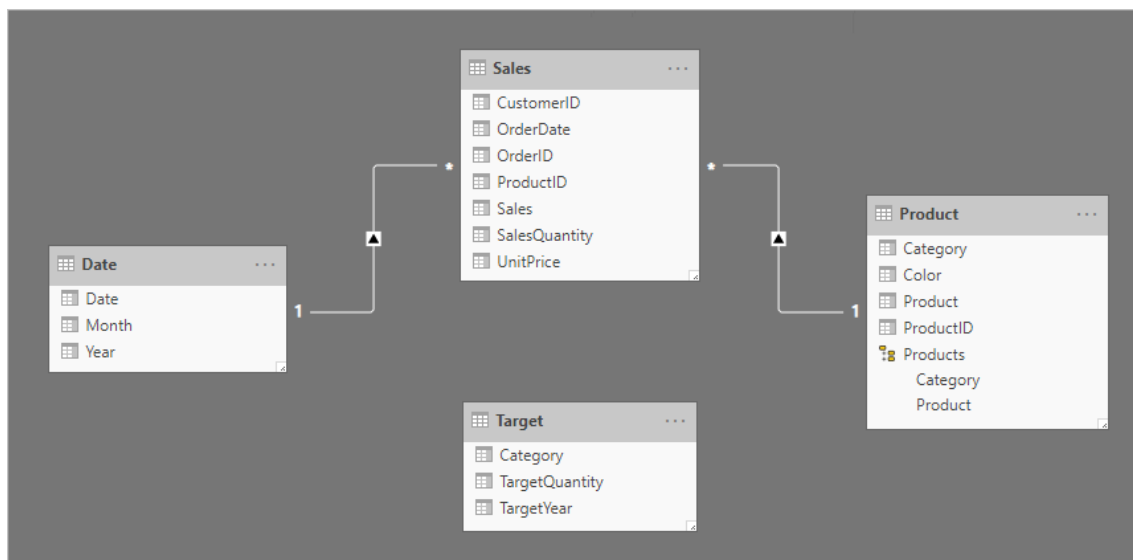 Sales
CustomerID
OrderDate
OrderID
ProductID
Sales
SalesQuantity
UnitPrice
*
*
Date
Date
Month
Year
1
Product
Category
Color
Product
ProductID
Products
Category
Product
1
Target
Category
TargetQuantity
TargetYear